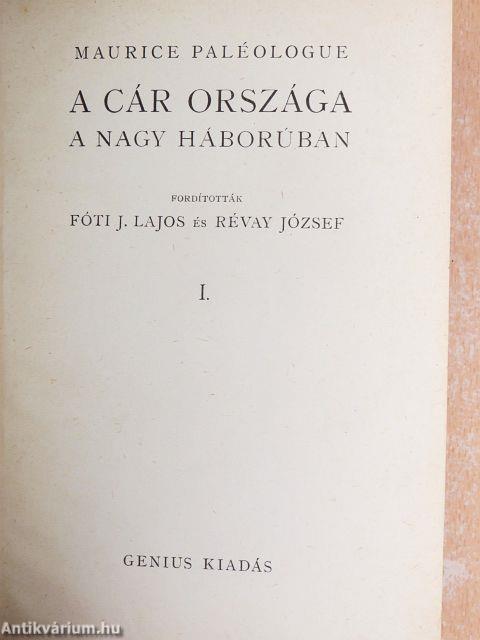 MAURICE PALÉOLOGUE
A CÁR ORSZÁGA
A NAGY HÁBORÚBAN
FORDÍTOTTÁK
FÓTI J. LAJOS ÉS RÉVAY JÓZSEF
I.
GENIUS KIADÁS
Antikvárium.hu